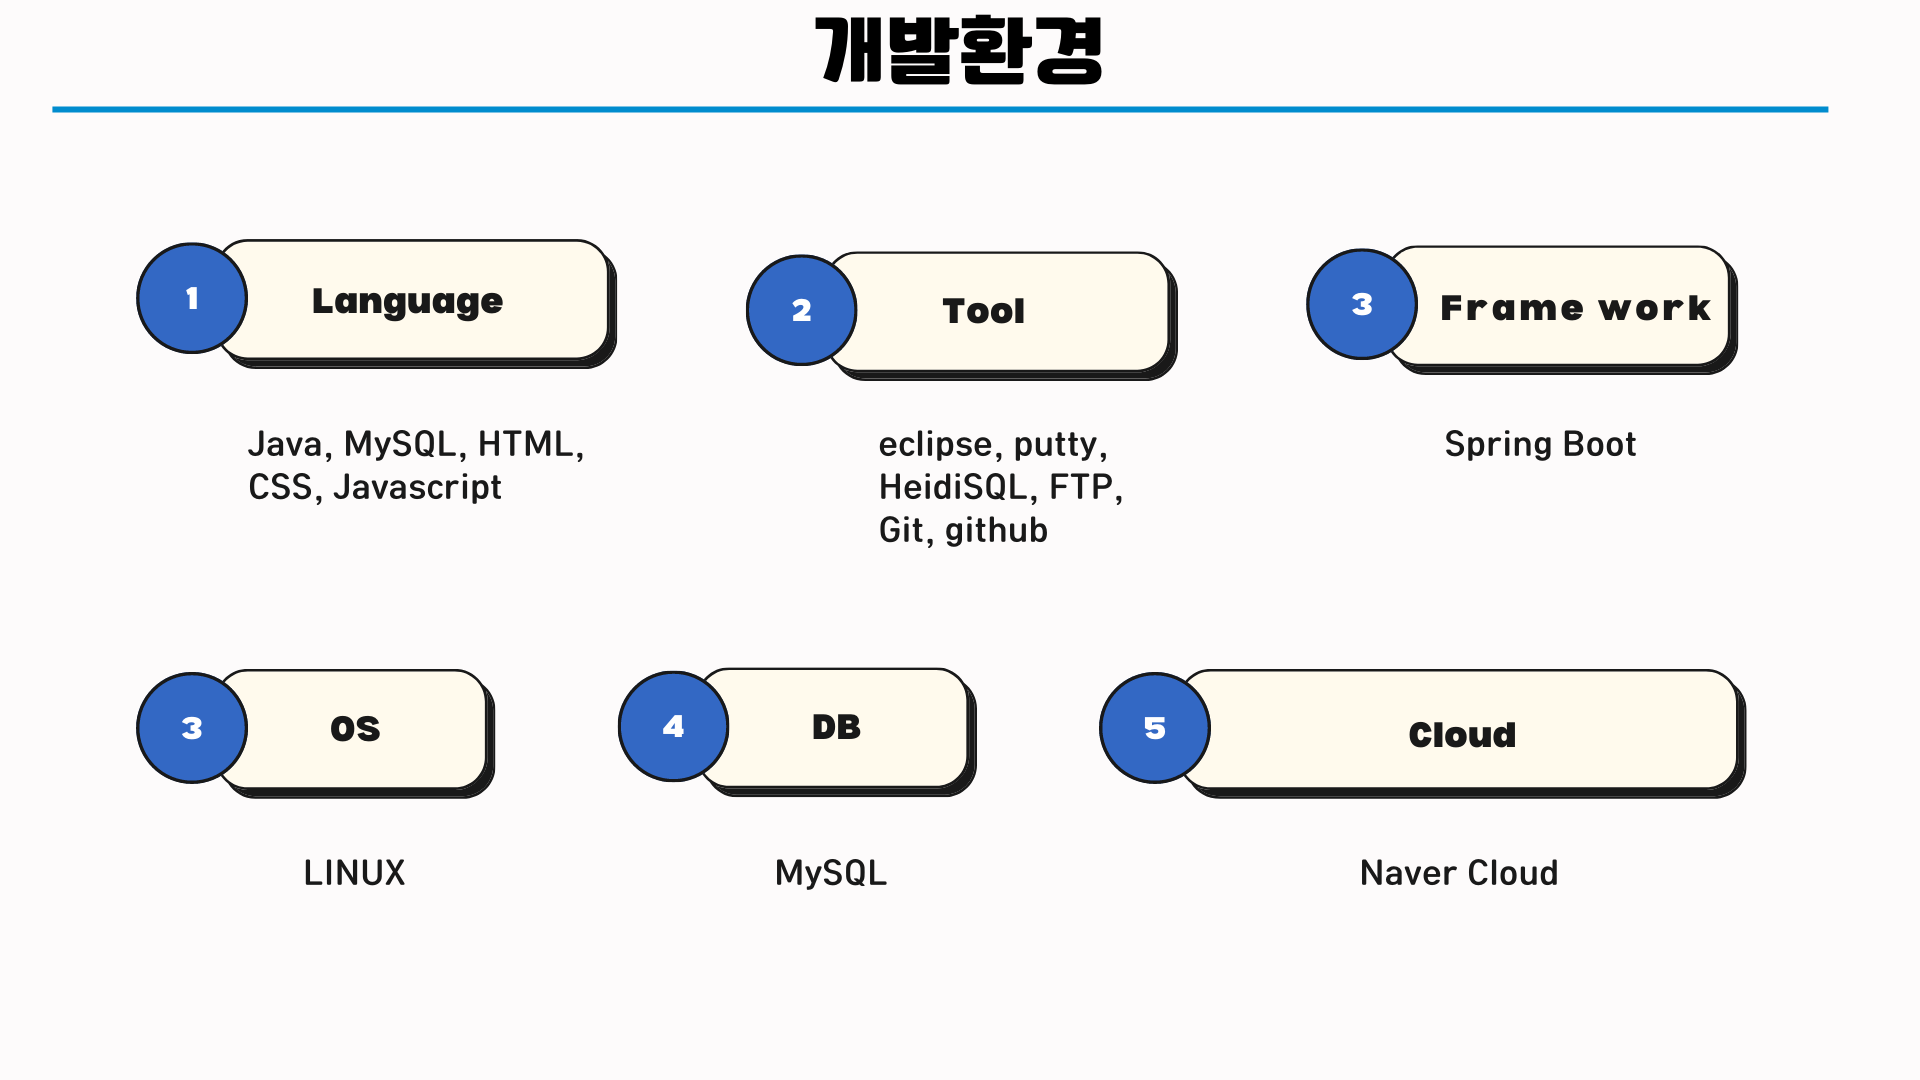 개발환경
1
Language
2
Tool
3
Frame work
Java, MySQL, HTML,
CSS, Javascript
eclipse, putty,
HeidiSQL, FTP,
Git, github
Spring Boot
3
OS
4
DB
5
Cloud
LINUX
MySQL
Naver Cloud